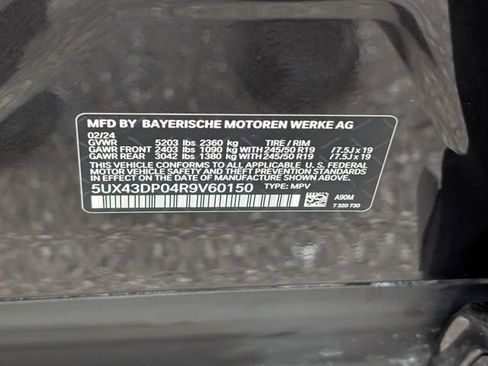 MFD BY BAYERISCHE MOTOREN WERKE AG
02/24
GVWR 5203 lbs 2360 kg TIRE / RIM
GAWR FRONT 2403 lbs 1090 kg WITH 245/50 R19 / 7.5J x 19
GAWR REAR 3042 lbs 1380 kg WITH 245/50 R19 / 7.5J x 19
THIS VEHICLE CONFORMS TO ALL APPLICABLE U.S. FEDERAL
MOTOR VEHICLE SAFETY STANDARDS IN EFFECT ON THE
DATE OF MANUFACTURE SHOWN ABOVE.
5UX43DP04R9V60150 TYPE: MPV
A90M
7 320 730